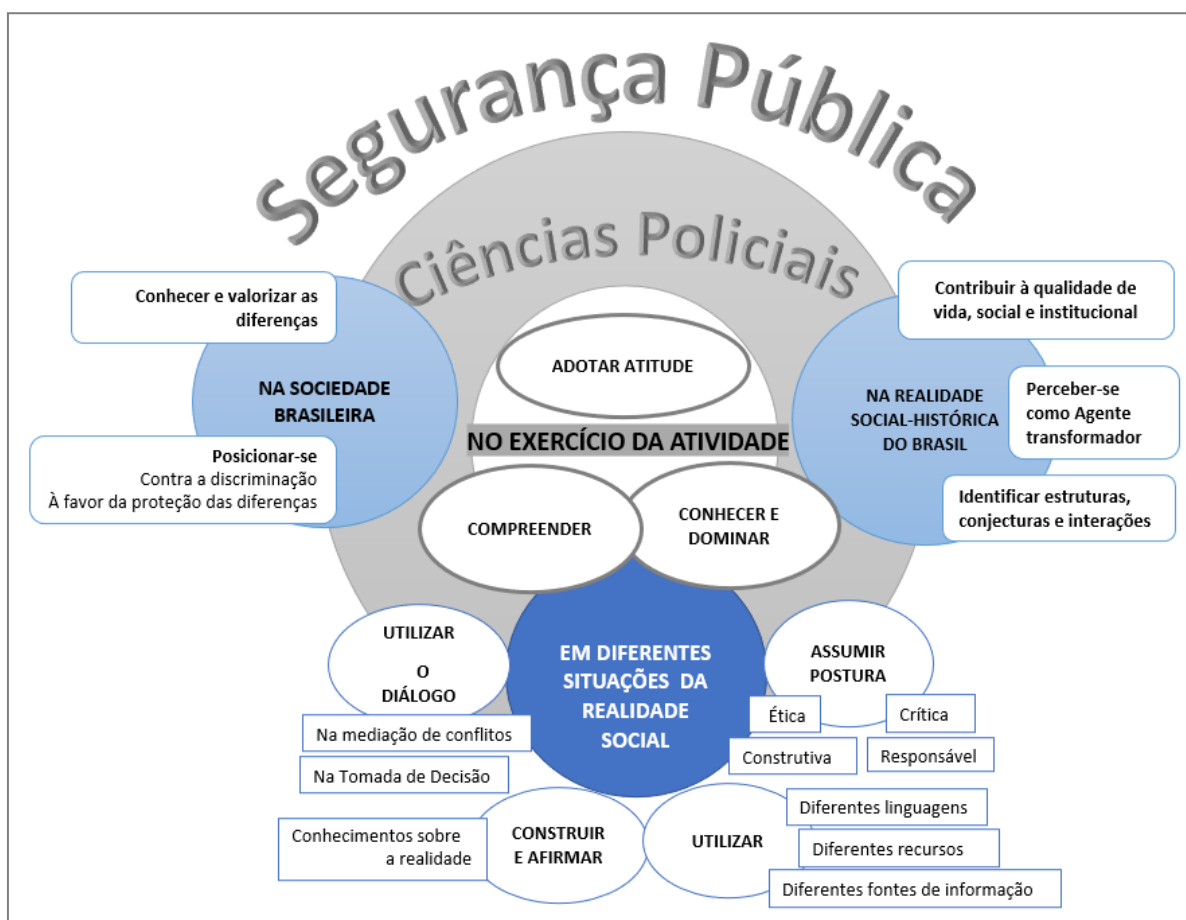 Segurança Pública
Ciências Policiais
Conhecer e valorizar as
diferenças
NA SOCIEDADE
BRASILEIRA
Posicionar-se
Contra a discriminação
À favor da proteção das diferenças
ADOTAR ATITUDE
NO EXERCÍCIO DA ATIVIDADE
COMPREENDER
CONHECER E
DOMINAR
Contribuir à qualidade de
vida, social e institucional
NA REALIDADE
SOCIAL-HISTÓRICA
DO BRASIL
Perceber-se
como Agente
transformador
Identificar estruturas,
conjecturas e interações
UTILIZAR
O
DIÁLOGO
Na mediação de conflitos
Na Tomada de Decisão
EM DIFERENTES
SITUAÇÕES DA
REALIDADE
SOCIAL
ASSUMIR
POSTURA
Ética
Crítica
Construtiva
Responsável
Conhecimentos sobre
a realidade
CONSTRUIR
E AFIRMAR
UTILIZAR
Diferentes linguagens
Diferentes recursos
Diferentes fontes de informação